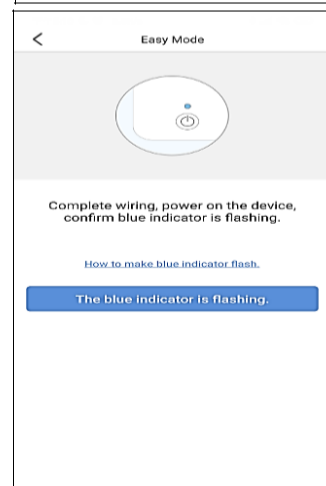 Easy Mode
Complete wiring, power on the device,
confirm blue indicator is flashing.
How to make blue indicator flash.
The blue indicator is flashing.